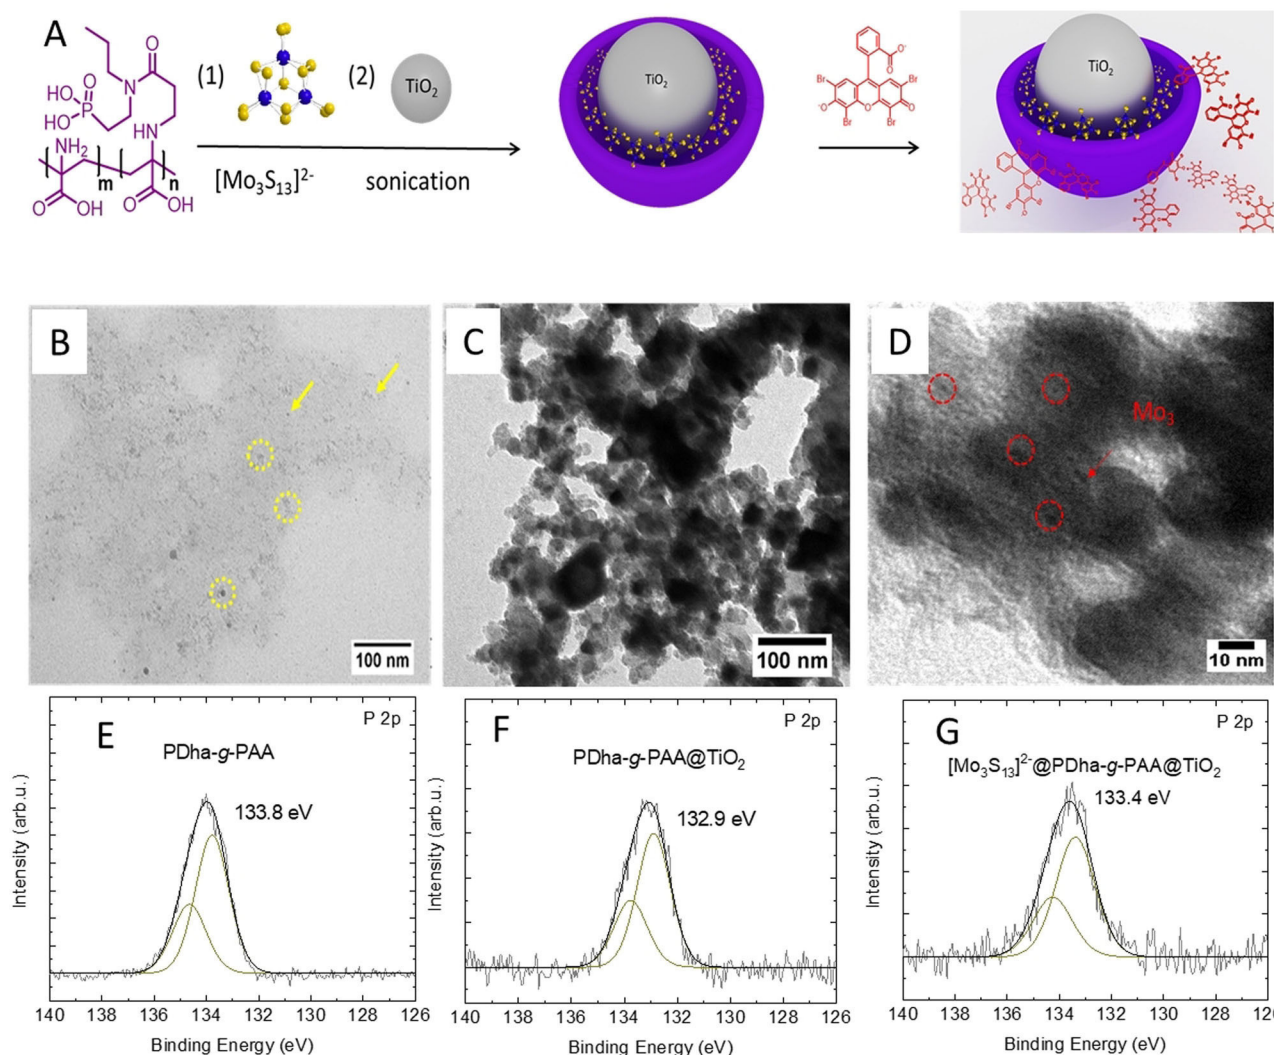 A
(1)
(2)
TiO2
[Mo3S13]2-
sonication
HO
O
P
HO
N
O
HN
NH2
m
n
O
OH
O
OH
TiO2
O
O-
Br
Br
-O
O
O
Br
Br
TiO2
B
100 nm
C
100 nm
D
Mo3
10 nm
E
P 2p
PDha-g-PAA
133.8 eV
Intensity (arb.u.)
140 138 136 134 132 130 128 126
Binding Energy (eV)
F
P 2p
PDha-g-PAA@TiO2
132.9 eV
Intensity (arb.u.)
140 138 136 134 132 130 128 126
Binding Energy (eV)
G
P 2p
[Mo3S13]2-@PDha-g-PAA@TiO2
133.4 eV
Intensity (arb.u.)
140 138 136 134 132 130 128
Binding Energy (eV)